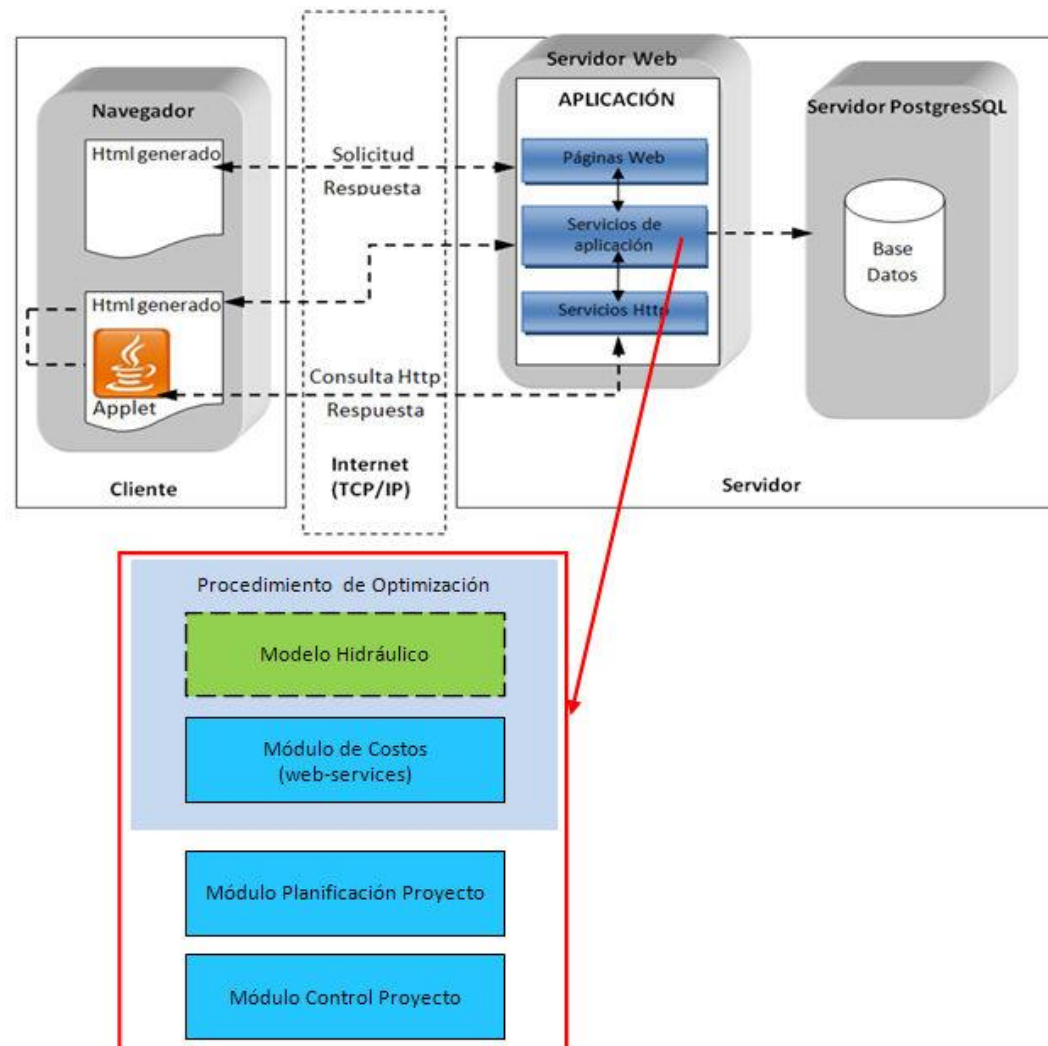 Navegador
Html generado
Html generado
Applet
Cliente
Solicitud
Respuesta
Consulta Http
Respuesta
Internet
(TCP/IP)
Servidor Web
APLICACIÓN
Páginas Web
Servicios de
aplicación
Servicios Http
Servidor PostgresSQL
Base
Datos
Servidor
Procedimiento de Optimización
Modelo Hidráulico
Módulo de Costos
(web-services)
Módulo Planificación Proyecto
Módulo Control Proyecto